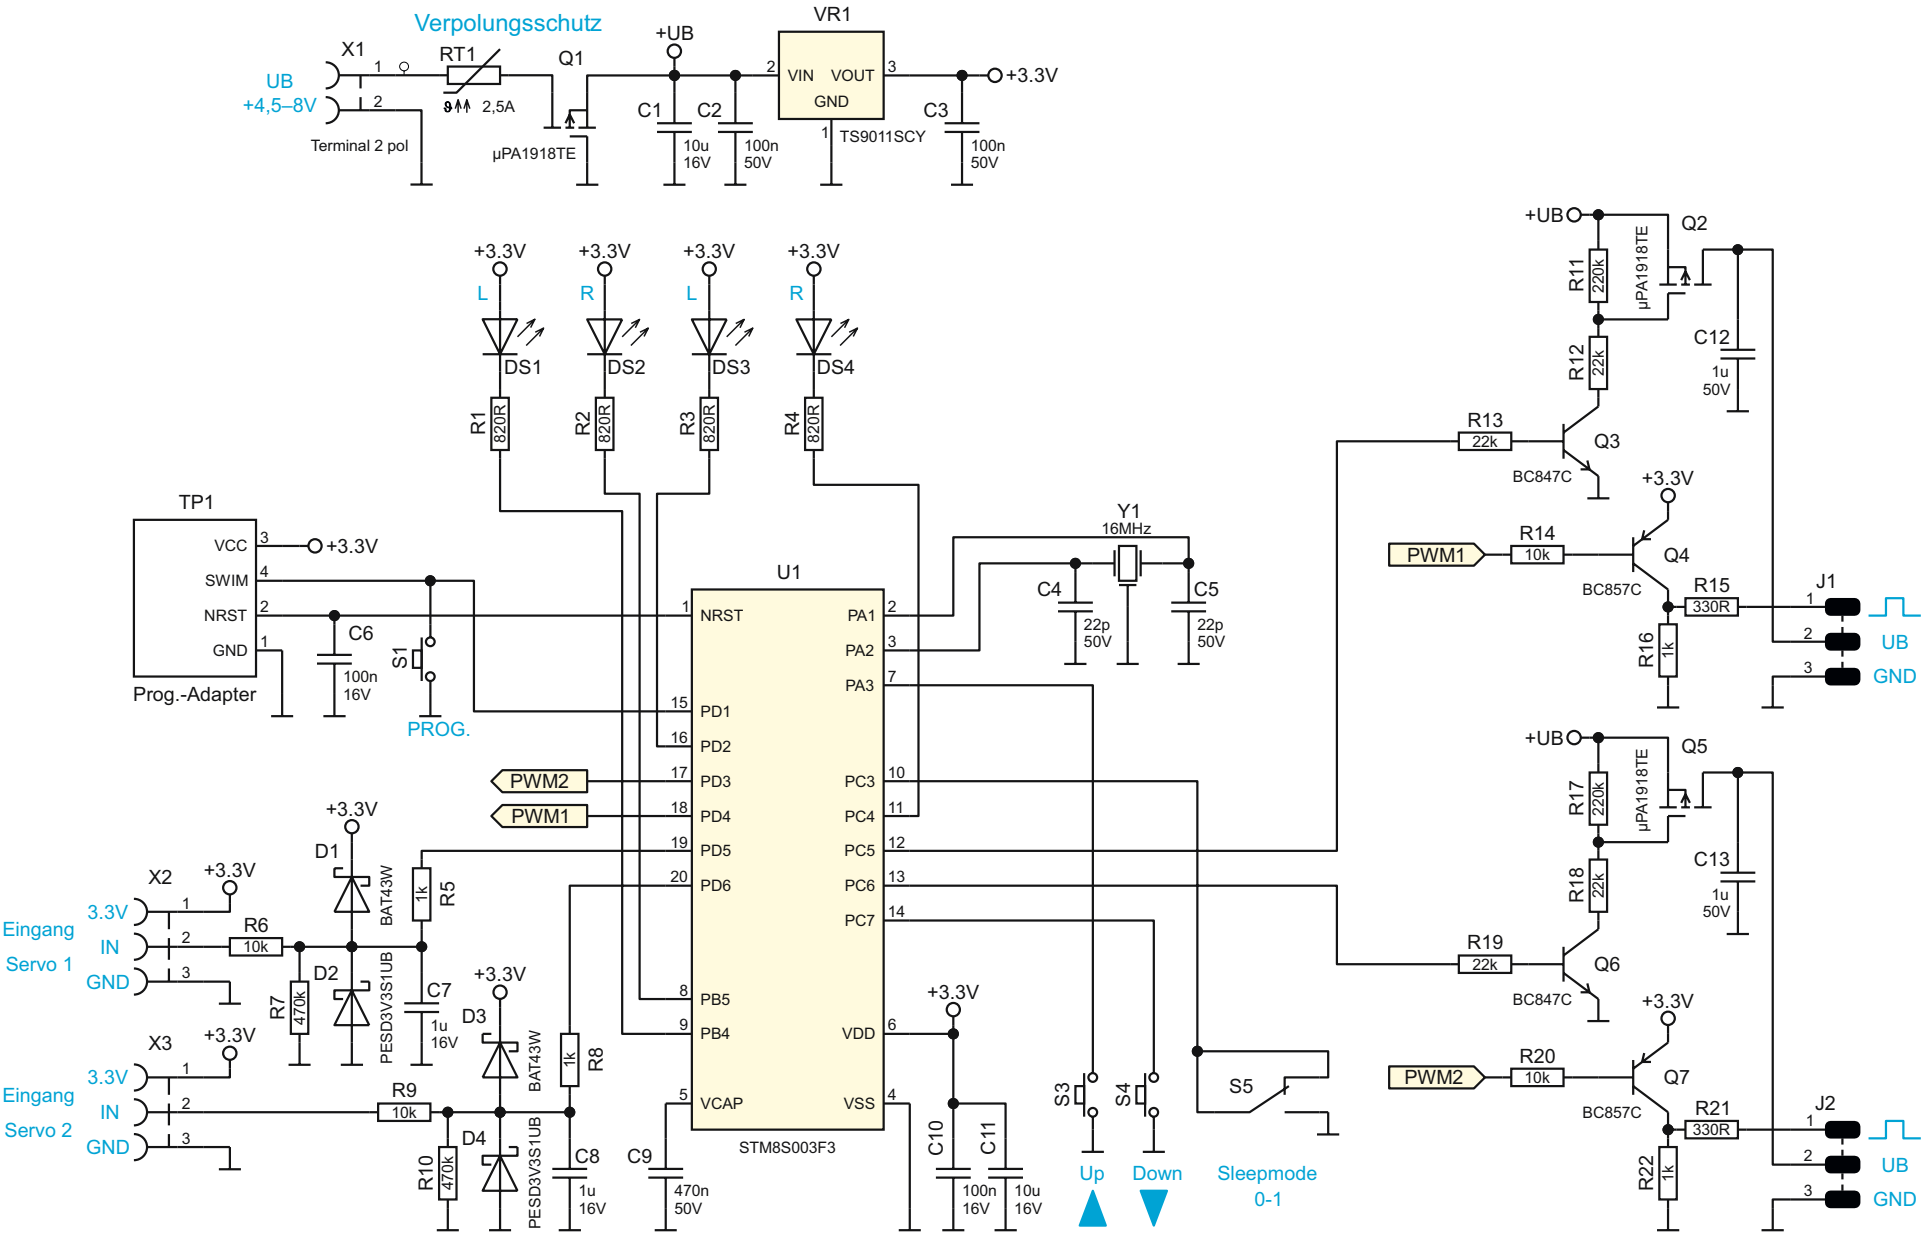 Verpolungsschutz
X1
UB
+4,5–8V
1
2
Terminal 2 pol
RT1
ϑ
2,5A
Q1
µPA1918TE
+UB
C1
10u
16V
C2
100n
50V
VR1
2
VIN
VOUT
3
GND
1
TS9011SCY
C3
100n
50V
+3.3V
+3.3V
+3.3V
+3.3V
+3.3V
L
R
L
R
DS1
DS2
DS3
DS4
R1
820R
R2
820R
R3
820R
R4
820R
TP1
VCC
3
+3.3V
SWIM
4
NRST
2
GND
1
Prog.-Adapter
C6
100n
16V
S1
PROG.
U1
1
NRST
15
PD1
16
PD2
17
PD3
18
PD4
19
PD5
20
PD6
8
PB5
9
PB4
5
VCAP
PA1
2
PA2
3
PA3
7
PC3
10
PC4
11
PC5
12
PC6
13
PC7
14
VDD
6
VSS
4
STM8S003F3
PWM2
PWM1
Y1
16MHz
C4
22p
50V
C5
22p
50V
X2
+3.3V
Eingang
Servo 1
3.3V
1
IN
2
GND
3
R6
10k
R7
470k
+3.3V
D1
BAT43W
D2
PESD3V3S1UB
R5
1k
C7
1u
16V
X3
+3.3V
Eingang
Servo 2
3.3V
1
IN
2
GND
3
R9
10k
R10
470k
+3.3V
D3
BAT43W
D4
PESD3V3S1UB
R8
1k
C8
1u
16V
C9
470n
50V
+3.3V
C10
100n
16V
C11
10u
16V
S3
Up
S4
Down
S5
Sleepmode
0-1
+UB
R11
220k
Q2
µPA1918TE
R12
22k
C12
1u
50V
R13
22k
Q3
BC847C
+3.3V
PWM1
R14
10k
Q4
BC857C
R15
330R
R16
1k
J1
1
2
UB
3
GND
+UB
R17
220k
Q5
µPA1918TE
R18
22k
C13
1u
50V
R19
22k
Q6
BC847C
+3.3V
PWM2
R20
10k
Q7
BC857C
R21
330R
R22
1k
J2
1
2
UB
3
GND